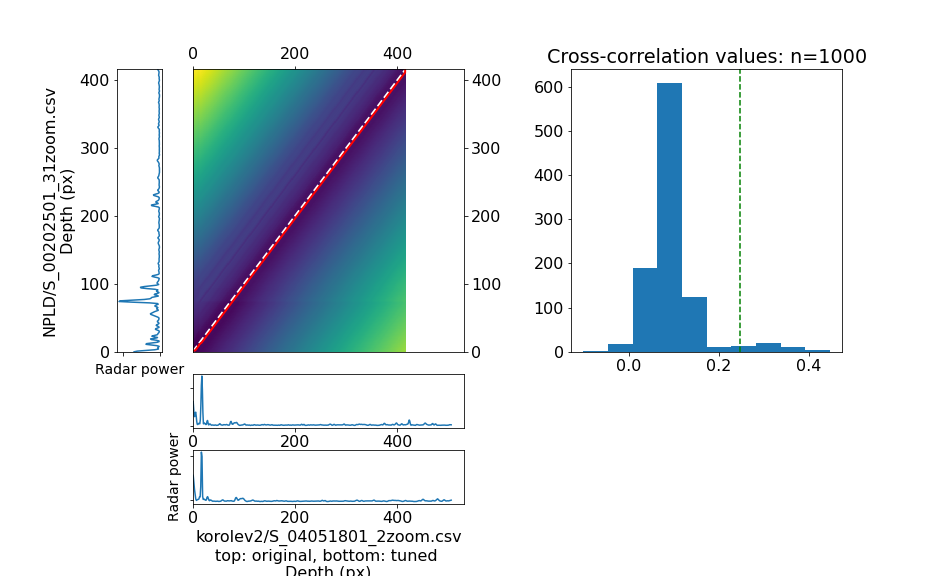 0 200 400
Cross-correlation values: n=1000
400
300
200
100
0
NPLD/S_00202501_31zoom.csv
Depth (px)
Radar power
400
300
200
100
0
600
500
400
300
200
100
0
0.0 0.2 0.4
0 200 400
Radar power
0 200 400
korolev2/S_04051801_2zoom.csv
top: original, bottom: tuned
Depth (px)